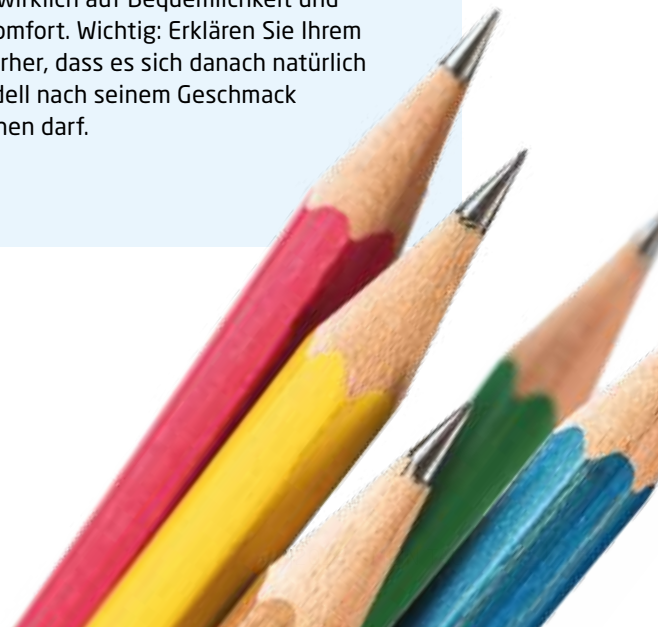 wirklich auf Bequemlichkeit und
omfort. Wichtig: Erklären Sie Ihrem
rher, dass es sich danach natürlich
dell nach seinem Geschmack
nen darf.